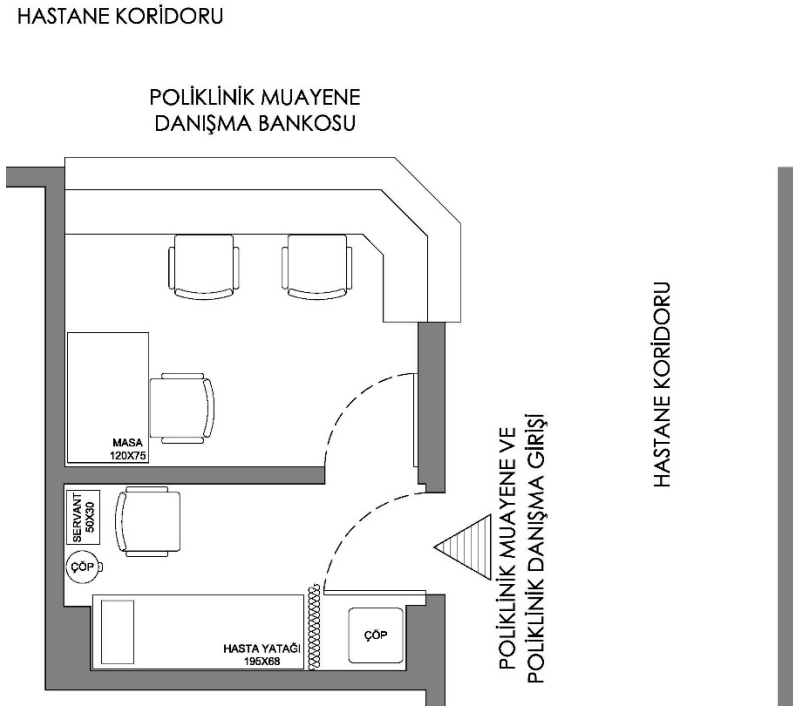 HASTANE KORİDORU
POLİKLİNİK MUAYENE
DANIŞMA BANKOSU
MASA
120X75
SERVANT
50X30
ÇÖP
HASTA YATAĞI
195X68
ÇÖP
POLİKLİNİK MUAYENE VE
POLİKLİNİK DANIŞMA GİRİŞİ
HASTANE KORİDORU